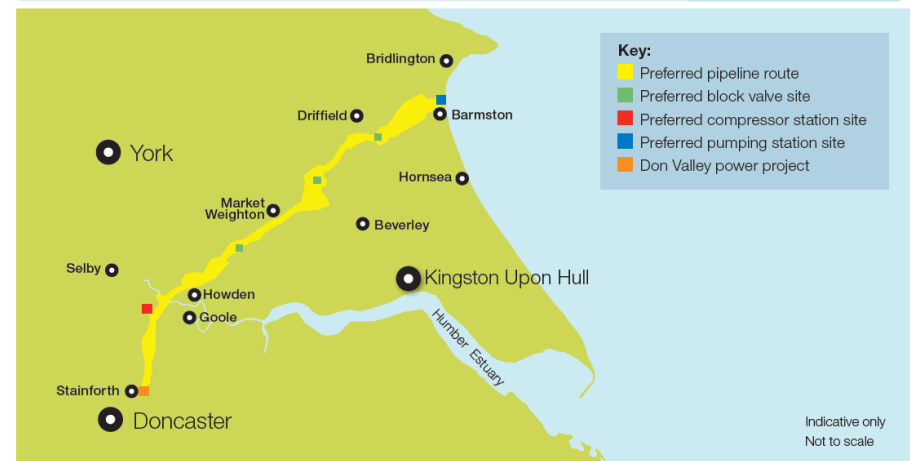 Bridlington
Key:
Preferred pipeline route
Preferred block valve site
Preferred compressor station site
Preferred pumping station site
Don Valley power project
Driffield
Barmston
York
Hornsea
Market
Weighton
Beverley
Selby
Kingston Upon Hull
Howden
Goole
Humber Estuary
Stainforth
Doncaster
Indicative only
Not to scale